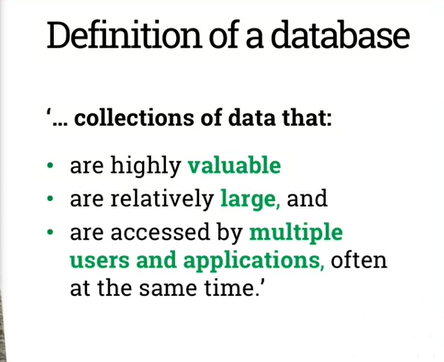 Definition of a database
‘... collections of data that:
• are highly valuable
• are relatively large, and
• are accessed by multiple
users and applications, often
at the same time.’